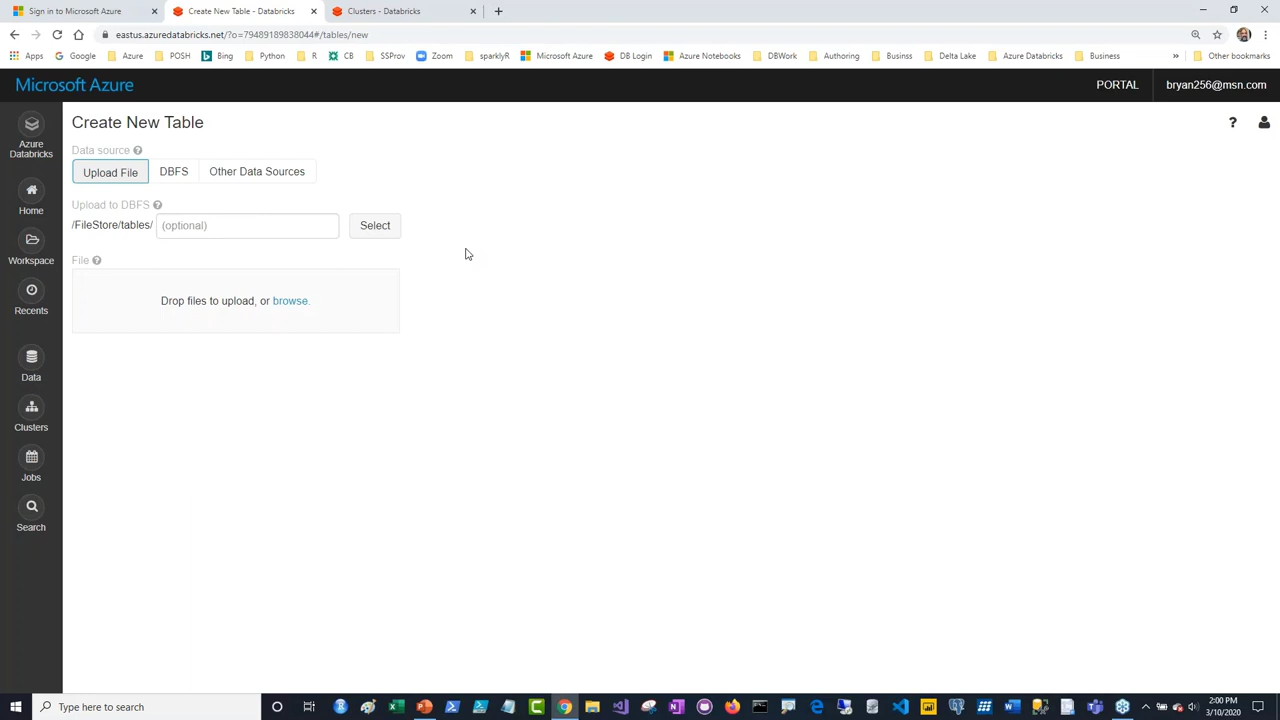 Sign in to Microsoft Azure
Create New Table - Databricks
Clusters - Databricks
eastus.azuredatabricks.net/?o=79489189838044#/tables/new
Apps Google Azure POSH Bing Python R CB SSProv Zoom sparklyR Microsoft Azure DB Login Azure Notebooks DBWork Authoring Businss Delta Lake Azure Databricks Business » Other bookmarks
Microsoft Azure
PORTAL
bryan256@msn.com
Azure
Databricks
Home
Workspace
Recents
Data
Clusters
Jobs
Search
Create New Table
Data source
Upload File DBFS Other Data Sources
Upload to DBFS
/FileStore/tables/ (optional) Select
File
Drop files to upload, or browse.
Type here to search
2:00 PM
3/10/2020